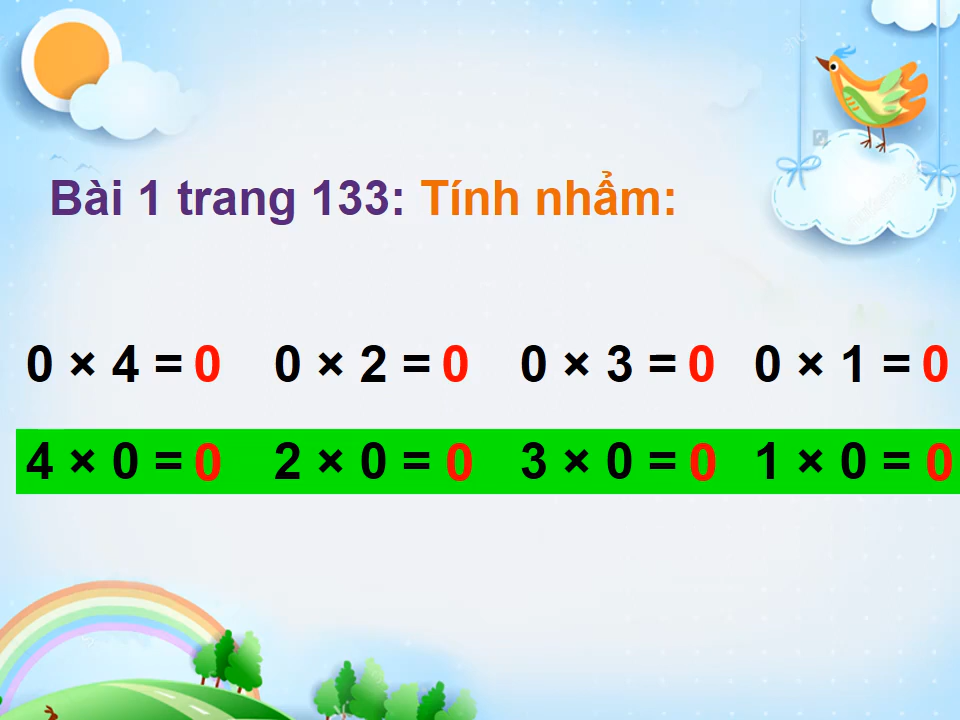 Bài 1 trang 133: Tính nhẩm:
0 × 4 = 0 0 × 2 = 0 0 × 3 = 0 0 × 1 = 0
4 × 0 = 0 2 × 0 = 0 3 × 0 = 0 1 × 0 = 0